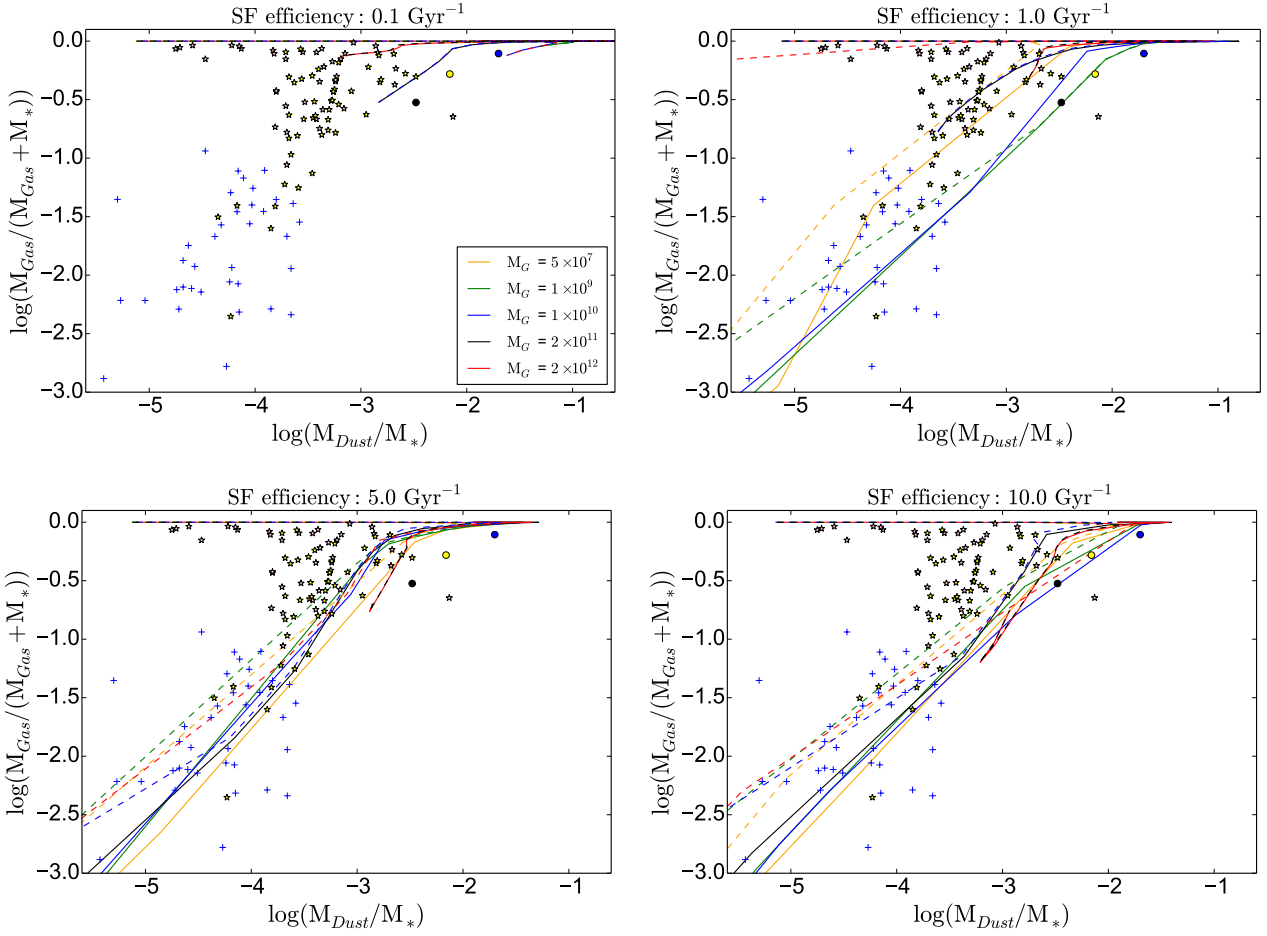 SF efficiency : 0.1 Gyr⁻¹
log(M_Gas/(M_Gas + M_*))
0.0
−0.5
−1.0
−1.5
−2.0
−2.5
−3.0
M_G = 5×10⁷
M_G = 1×10⁹
M_G = 1×10¹⁰
M_G = 2×10¹¹
M_G = 2×10¹²
−5 −4 −3 −2 −1
log(M_Dust/M_*)
SF efficiency : 1.0 Gyr⁻¹
log(M_Gas/(M_Gas + M_*))
0.0
−0.5
−1.0
−1.5
−2.0
−2.5
−3.0
−5 −4 −3 −2 −1
log(M_Dust/M_*)
SF efficiency : 5.0 Gyr⁻¹
log(M_Gas/(M_Gas + M_*))
0.0
−0.5
−1.0
−1.5
−2.0
−2.5
−3.0
−5 −4 −3 −2 −1
log(M_Dust/M_*)
SF efficiency : 10.0 Gyr⁻¹
log(M_Gas/(M_Gas + M_*))
0.0
−0.5
−1.0
−1.5
−2.0
−2.5
−3.0
−5 −4 −3 −2 −1
log(M_Dust/M_*)